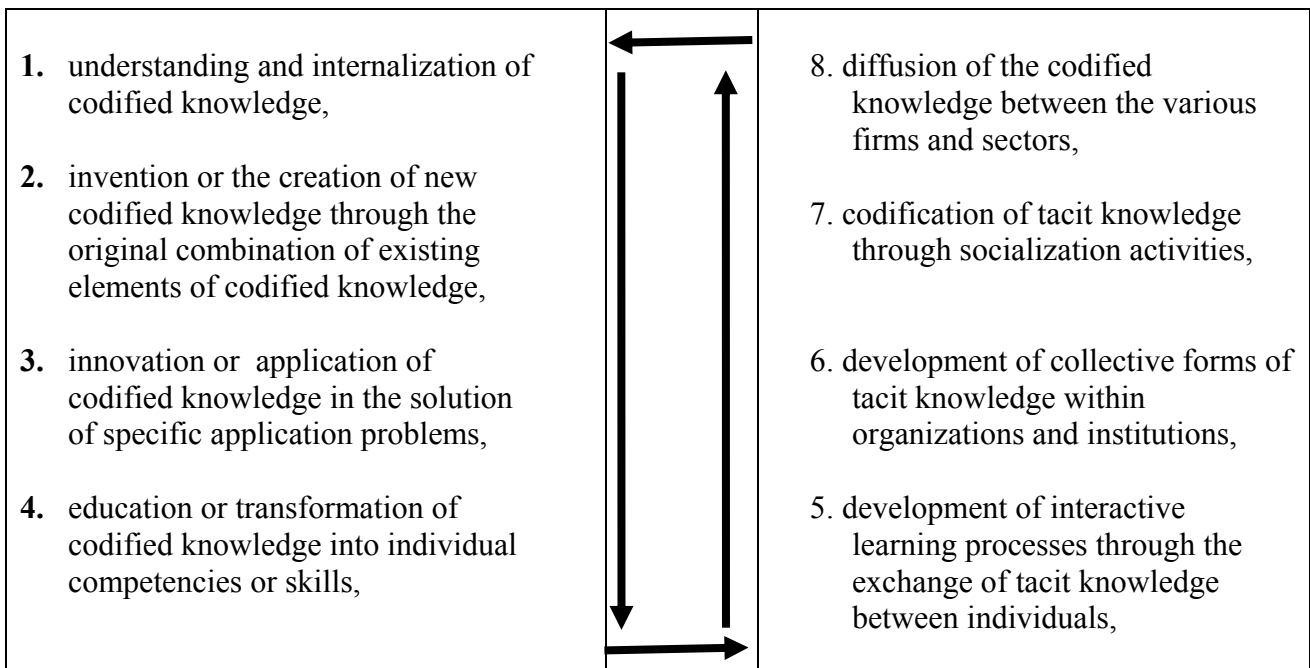 1. understanding and internalization of
codified knowledge,
2. invention or the creation of new
codified knowledge through the
original combination of existing
elements of codified knowledge,
3. innovation or application of
codified knowledge in the solution
of specific application problems,
4. education or transformation of
codified knowledge into individual
competencies or skills,
8. diffusion of the codified
knowledge between the various
firms and sectors,
7. codification of tacit knowledge
through socialization activities,
6. development of collective forms of
tacit knowledge within
organizations and institutions,
5. development of interactive
learning processes through the
exchange of tacit knowledge
between individuals,